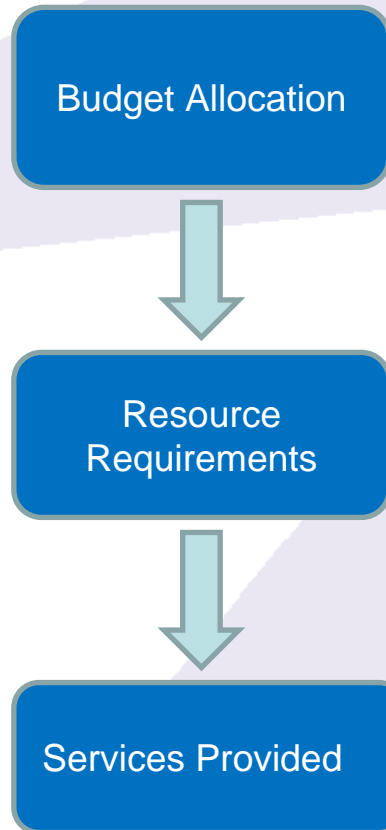 Budget Allocation
Resource
Requirements
Services Provided